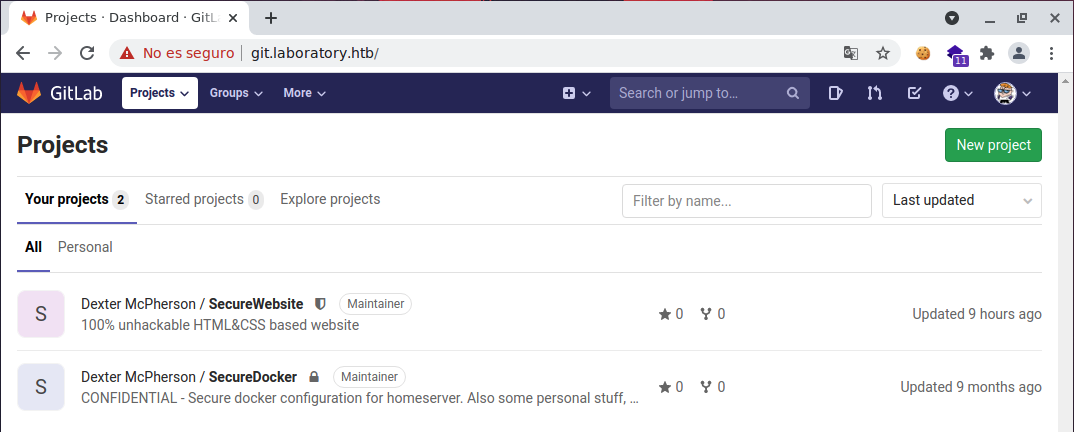 Projects · Dashboard · GitLa
No es seguro | git.laboratory.htb/
11
GitLab Projects Groups More Search or jump to… ?
Projects
New project
Your projects 2 Starred projects 0 Explore projects Filter by name... Last updated
All Personal
S
Dexter McPherson / SecureWebsite Maintainer
100% unhackable HTML&CSS based website
0 0
Updated 9 hours ago
S
Dexter McPherson / SecureDocker Maintainer
CONFIDENTIAL - Secure docker configuration for homeserver. Also some personal stuff, …
0 0
Updated 9 months ago